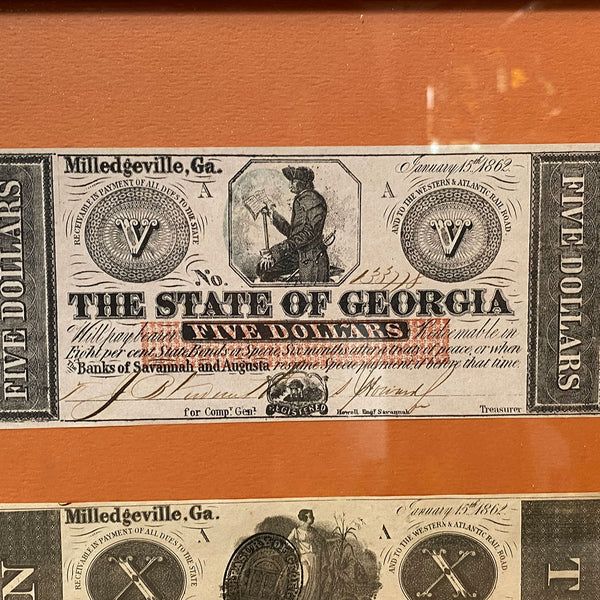 Milledgeville, Ga.
January 15th 1862.
FIVE DOLLARS
RECEIVABLE IN PAYMENT OF ALL DUES TO THE STATE
A
A
AND TO THE WESTERN & ATLANTIC RAIL ROAD
FIVE DOLLARS
V
V
No.
THE STATE OF GEORGIA
Will pay bearer FIVE DOLLARS Redeemable in
Eight per cent State Bonds or Specie, Six months after a treaty of peace, or when
the Banks of Savannah and Augusta resume Specie payment if before that time.
REGISTERED
for Compt. Genl.
Howell Engr. Savannah
Treasurer
Milledgeville, Ga.
January 15th 1862
RECEIVABLE IN PAYMENT OF ALL DUES TO THE STATE
A
A
AND TO THE WESTERN & ATLANTIC RAIL ROAD
X
X
N
T